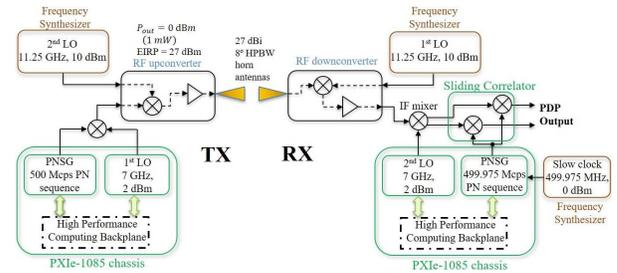 Frequency
Synthesizer
2nd LO
11.25 GHz, 10 dBm
Pout = 0 dBm
(1 mW)
EIRP = 27 dBm
RF upconverter
27 dBi
8° HPBW
horn
antennas
RF downconverter
Frequency
Synthesizer
1st LO
11.25 GHz, 10 dBm
Sliding Correlator
IF mixer
PDP
Output
TX
RX
PNSG
500 Mcps PN
sequence
1st LO
7 GHz,
2 dBm
High Performance
Computing Backplane
PXIe-1085 chassis
2nd LO
7 GHz,
2 dBm
PNSG
499.975 Mcps
PN sequence
Slow clock
499.975 MHz,
0 dBm
Frequency
Synthesizer
High Performance
Computing Backplane
PXIe-1085 chassis